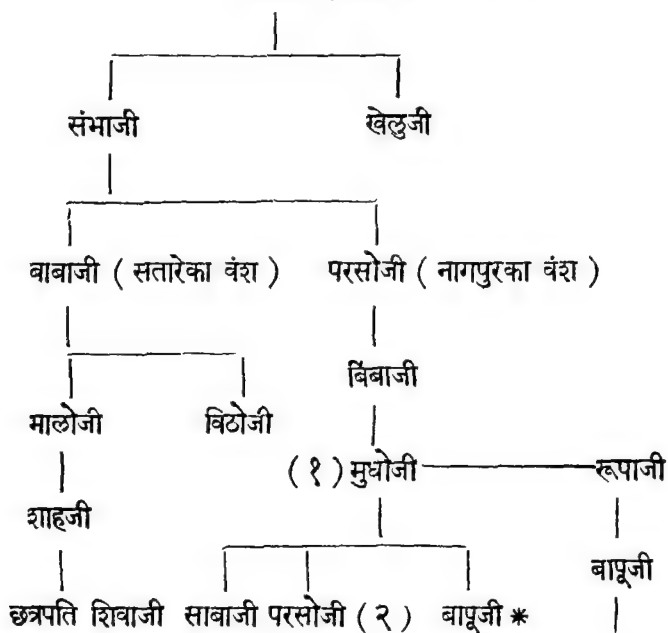 संभाजी खेलुजी
बाबाजी ( सतारेका वंश ) परसोजी ( नागपुरका वंश )
बिंबाजी
मालोजी विठोजी
( १ ) मुधोजी रूपाजी
शाहजी
बापूजी
छत्रपति शिवाजी साबाजी परसोजी ( २ ) बापूजी *